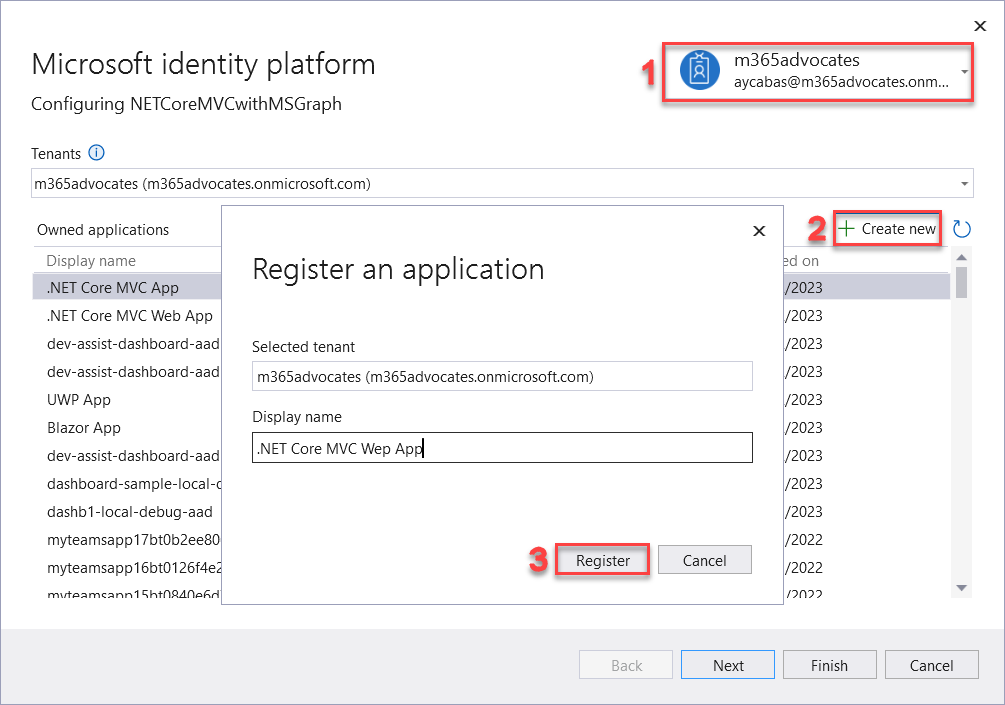 Microsoft identity platform
Configuring NETCoreMVCwithMSGraph
1
m365advocates
aycabas@m365advocates.onm...
Tenants
m365advocates (m365advocates.onmicrosoft.com)
Owned applications
2
Create new
Display name
ed on
.NET Core MVC App
/2023
.NET Core MVC Web App
/2023
dev-assist-dashboard-aad
/2023
dev-assist-dashboard-aad
/2023
UWP App
/2023
Blazor App
/2023
dev-assist-dashboard-aad
/2023
dashboard-sample-local-d
/2023
dashb1-local-debug-aad
/2023
myteamsapp17bt0b2ee80
/2022
myteamsapp16bt0126f4e2
/2022
myteamsapp15bt0840e6d
/2022
Register an application
Selected tenant
m365advocates (m365advocates.onmicrosoft.com)
Display name
.NET Core MVC Wep App
3
Register
Cancel
Back
Next
Finish
Cancel